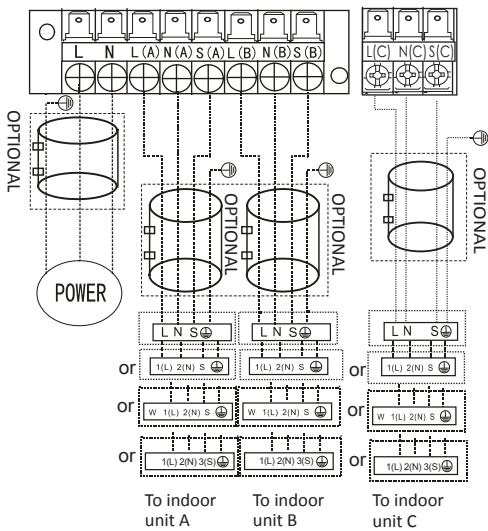 L N L(A) N(A) S(A) L(B) N(B) S(B)
L(C N(C S(C
OPTIONAL
OPTIONAL
OPTIONAL
OPTIONAL
POWER
L N S
L N S
L N S
or 1(L) 2(N) S
1(L) 2(N) S
or 1(L) 2(N) S
or W 1(L) 2(N) S
W 1(L) 2(N) S
or W 1(L) 2(N) S
or 1(L) 2(N) 3(S)
1(L) 2(N) 3(S)
or 1(L) 2(N) 3(S)
To indoor
unit A
To indoor
unit B
To indoor
unit C